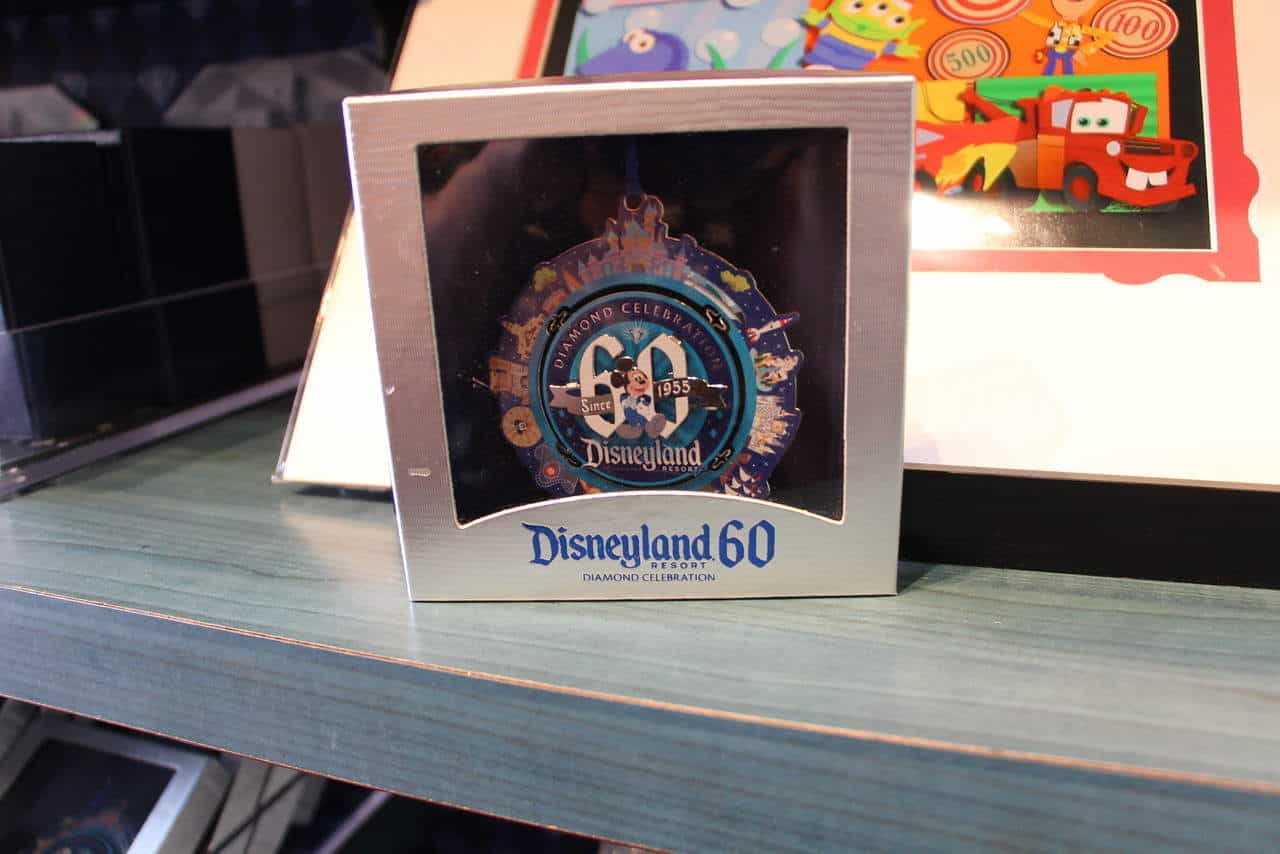 500
100
DIAMOND CELEBRATION
60
Since 1955
Disneyland
RESORT
Disneyland 60
RESORT
DIAMOND CELEBRATION